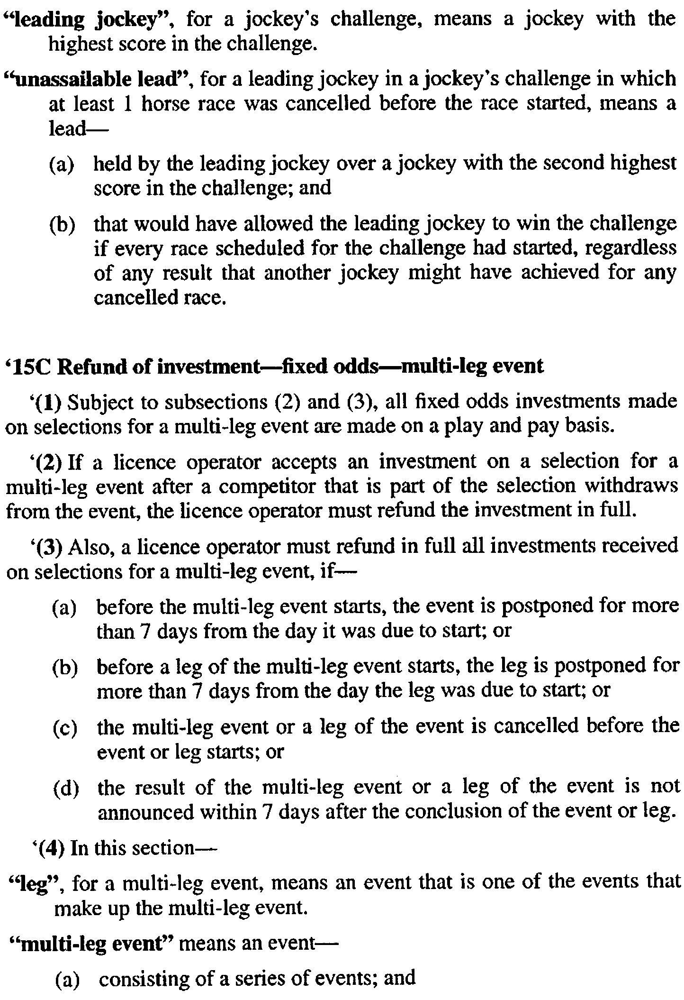 “leading jockey”, for a jockey’s challenge, means a jockey with the
highest score in the challenge.
“unassailable lead”, for a leading jockey in a jockey’s challenge in which
at least 1 horse race was cancelled before the race started, means a
lead—
(a) held by the leading jockey over a jockey with the second highest
score in the challenge; and
(b) that would have allowed the leading jockey to win the challenge
if every race scheduled for the challenge had started, regardless
of any result that another jockey might have achieved for any
cancelled race.
‘15C Refund of investment—fixed odds—multi-leg event
‘(1) Subject to subsections (2) and (3), all fixed odds investments made
on selections for a multi-leg event are made on a play and pay basis.
‘(2) If a licence operator accepts an investment on a selection for a
multi-leg event after a competitor that is part of the selection withdraws
from the event, the licence operator must refund the investment in full.
‘(3) Also, a licence operator must refund in full all investments received
on selections for a multi-leg event, if—
(a) before the multi-leg event starts, the event is postponed for more
than 7 days from the day it was due to start; or
(b) before a leg of the multi-leg event starts, the leg is postponed for
more than 7 days from the day the leg was due to start; or
(c) the multi-leg event or a leg of the event is cancelled before the
event or leg starts; or
(d) the result of the multi-leg event or a leg of the event is not
announced within 7 days after the conclusion of the event or leg.
‘(4) In this section—
“leg”, for a multi-leg event, means an event that is one of the events that
make up the multi-leg event.
“multi-leg event” means an event—
(a) consisting of a series of events; and